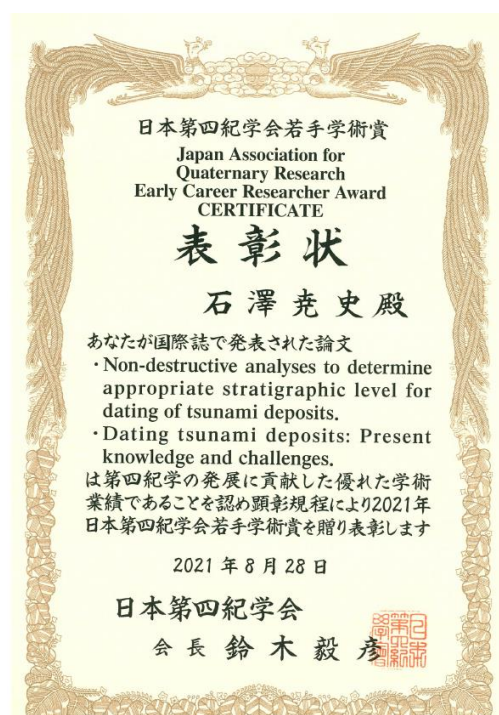 日本第四紀学会若手学術賞
Japan Association for
Quaternary Research
Early Career Researcher Award
CERTIFICATE
表彰状
石澤尭史殿
あなたが国際誌で発表された論文
・Non-destructive analyses to determine
appropriate stratigraphic level for
dating of tsunami deposits.
・Dating tsunami deposits: Present
knowledge and challenges.
は第四紀学の発展に貢献した優れた学術
業績であることを認め顕彰規程により2021年
日本第四紀学会若手学術賞を贈り表彰します
2021年8月28日
日本第四紀学会
会長 鈴木毅彦
日本
第四紀
学会